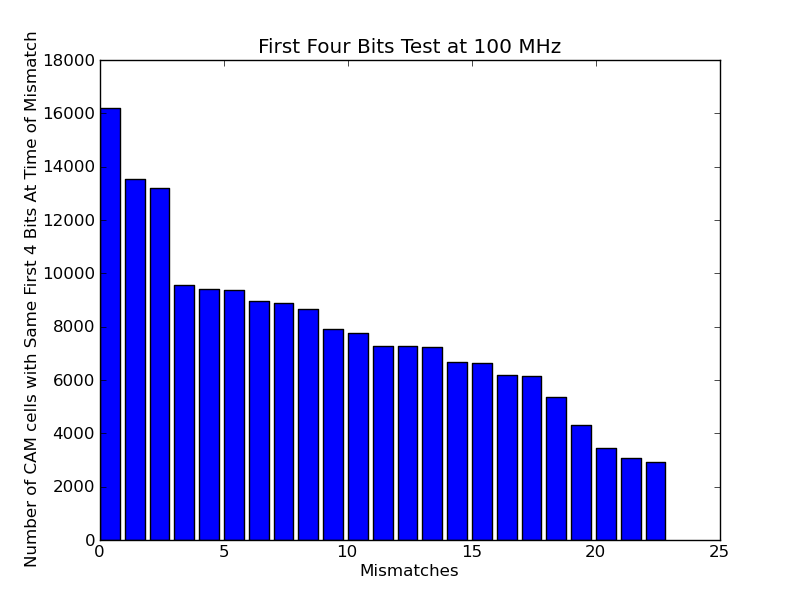 First Four Bits Test at 100 MHz
Number of CAM cells with Same First 4 Bits At Time of Mismatch
18000
16000
14000
12000
10000
8000
6000
4000
2000
0
0 5 10 15 20 25
Mismatches